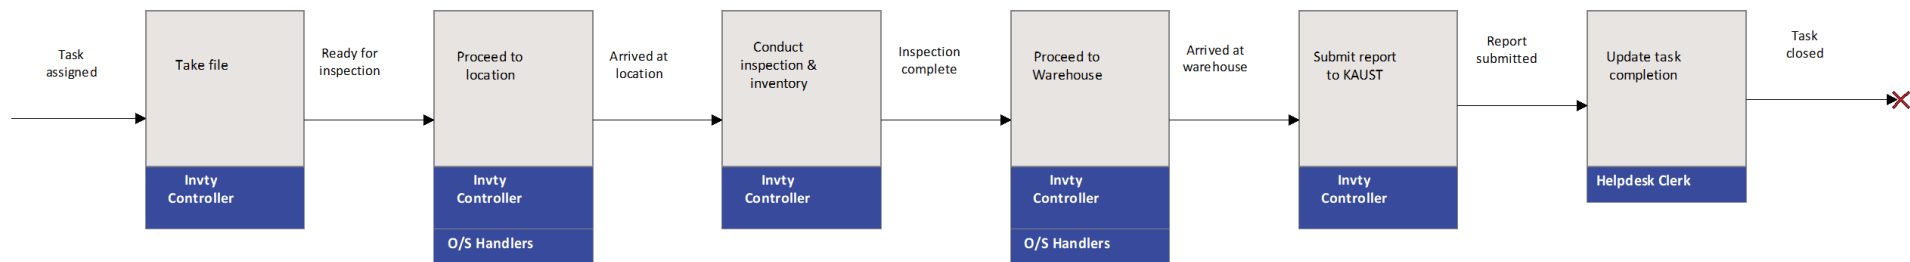 Task
assigned
Take file
Invty
Controller
Ready for
inspection
Proceed to
location
Invty
Controller
O/S Handlers
Arrived at
location
Conduct
inspection &
inventory
Invty
Controller
Inspection
complete
Proceed to
Warehouse
Invty
Controller
O/S Handlers
Arrived at
warehouse
Submit report
to KAUST
Invty
Controller
Report
submitted
Update task
completion
Helpdesk Clerk
Task
closed